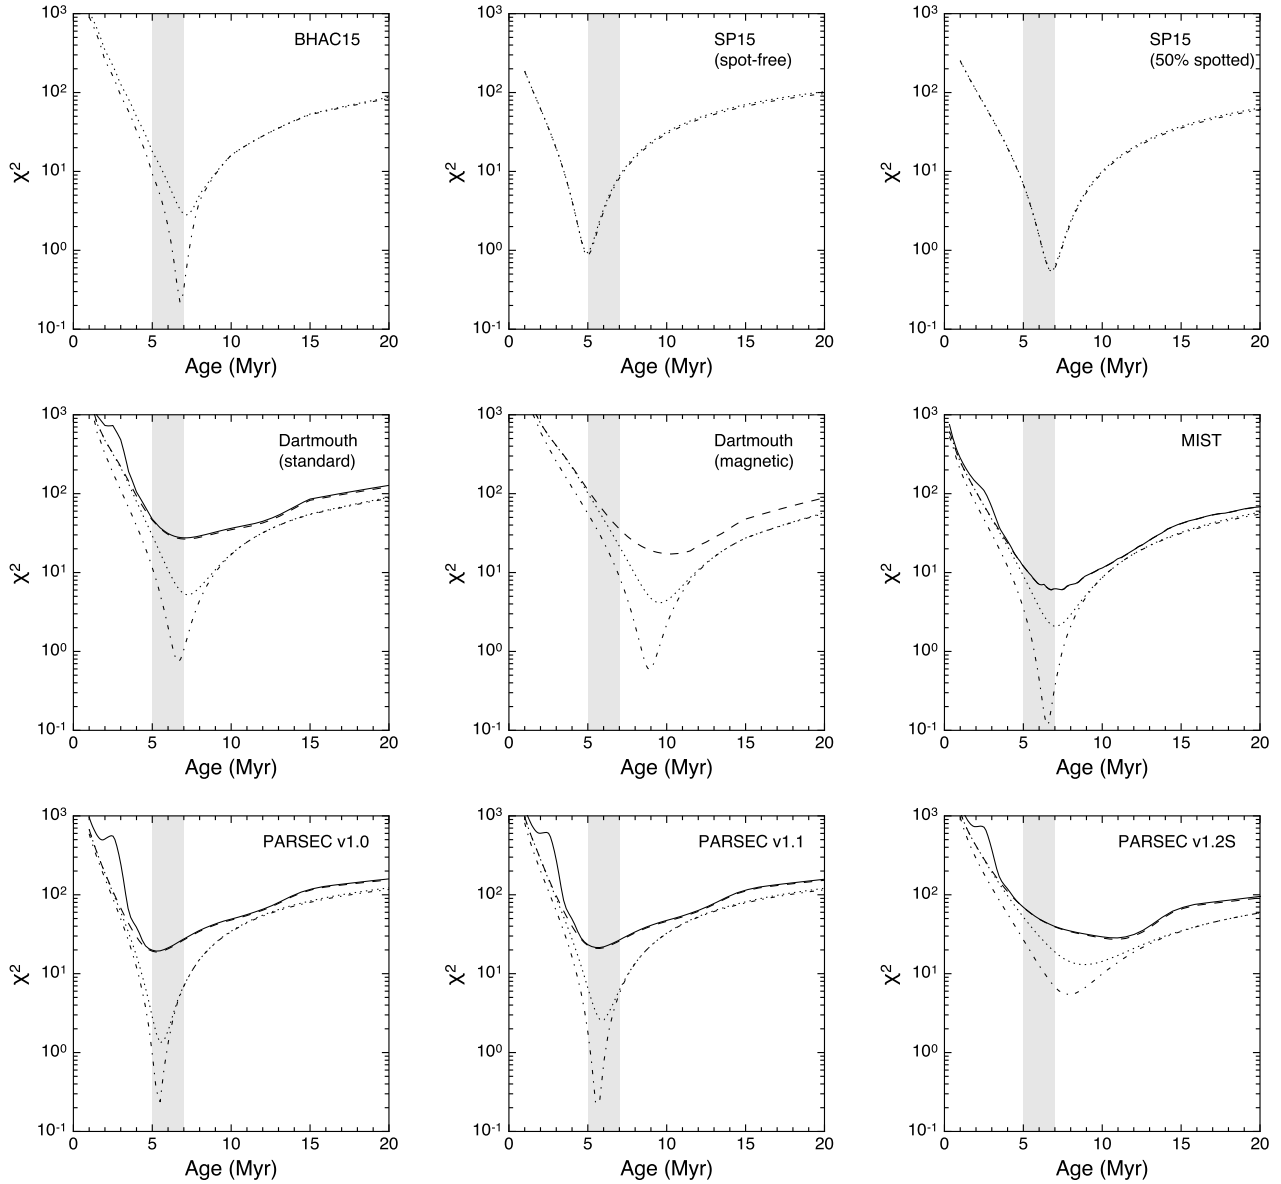 10³ 10³ 10³
BHAC15 SP15 SP15
(spot-free) (50% spotted)
10² 10² 10²
χ² 10¹ χ² 10¹ χ² 10¹
10⁰ 10⁰ 10⁰
10⁻¹ 10⁻¹ 10⁻¹
0 5 10 15 20 0 5 10 15 20 0 5 10 15 20
Age (Myr) Age (Myr) Age (Myr)
10³ 10³ 10³
Dartmouth Dartmouth MIST
(standard) (magnetic)
10² 10² 10²
χ² 10¹ χ² 10¹ χ² 10¹
10⁰ 10⁰ 10⁰
10⁻¹ 10⁻¹ 10⁻¹
0 5 10 15 20 0 5 10 15 20 0 5 10 15 20
Age (Myr) Age (Myr) Age (Myr)
10³ 10³ 10³
PARSEC v1.0 PARSEC v1.1 PARSEC v1.2S
10² 10² 10²
χ² 10¹ χ² 10¹ χ² 10¹
10⁰ 10⁰ 10⁰
10⁻¹ 10⁻¹ 10⁻¹
0 5 10 15 20 0 5 10 15 20 0 5 10 15 20
Age (Myr) Age (Myr) Age (Myr)